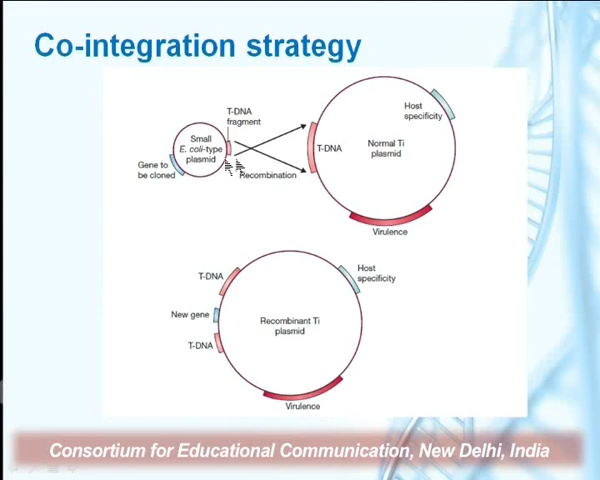 Co-integration strategy
T-DNA
fragment
Small
E. coli-type
plasmid
Gene to
be cloned
Recombination
Host
specificity
T-DNA
Normal Ti
plasmid
Virulence
T-DNA
Host
specificity
New gene
Recombinant Ti
plasmid
T-DNA
Virulence
Consortium for Educational Communication, New Delhi, India